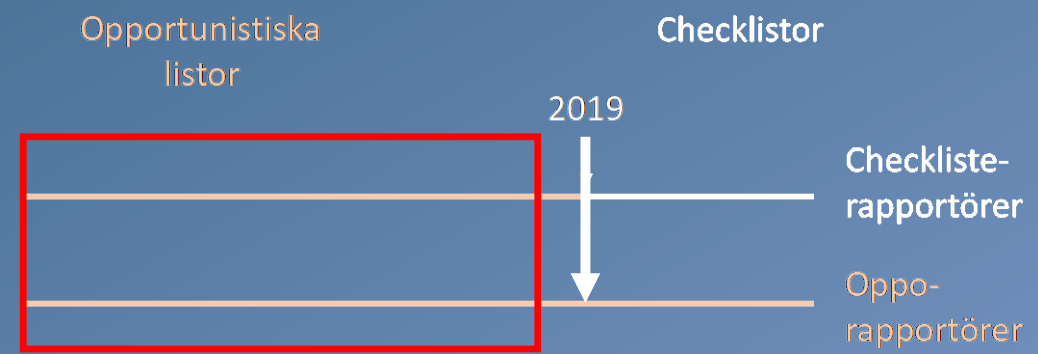 Opportunistiska
listor
Checklistor
2019
Checkliste-
rapportörer
Oppo-
rapportörer